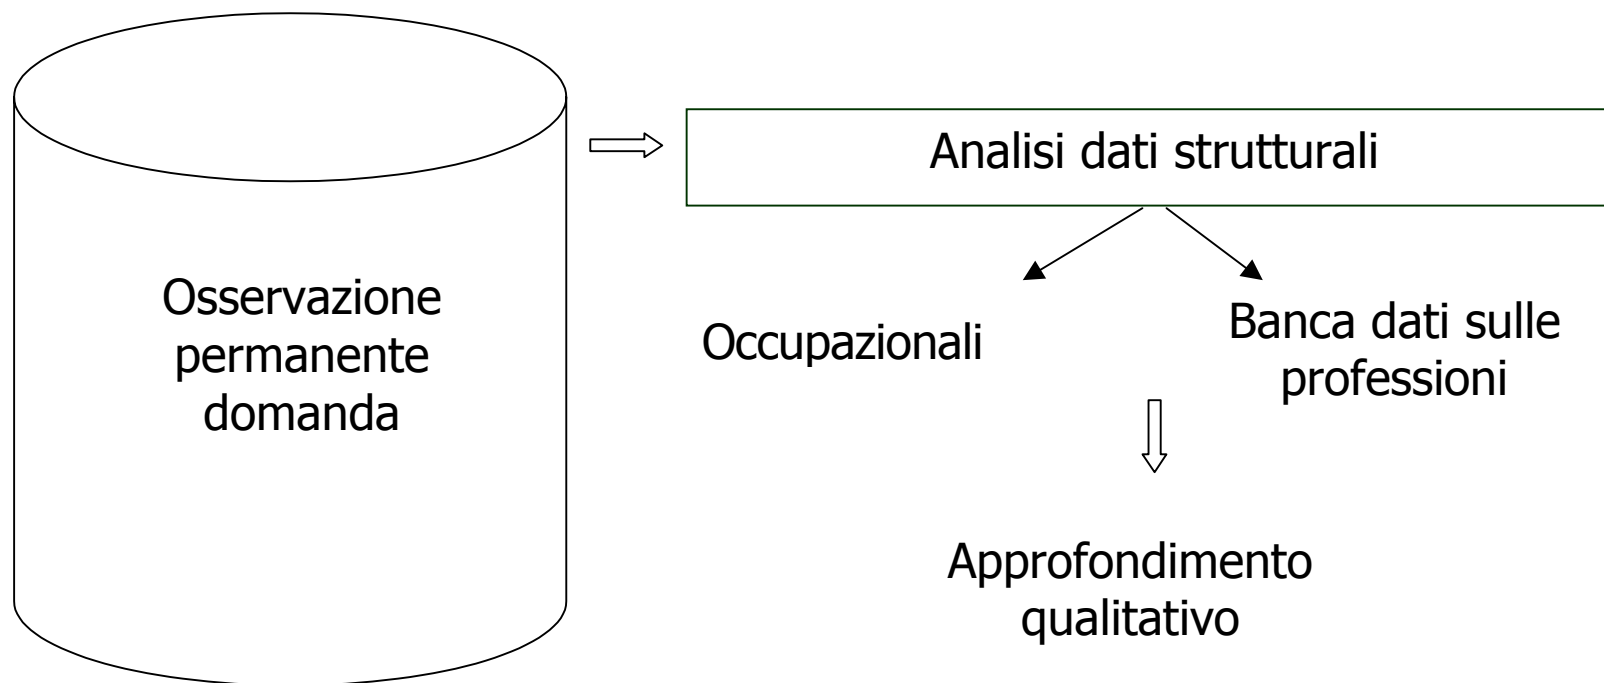 Osservazione
permanente
domanda
Analisi dati strutturali
Occupazionali
Banca dati sulle
professioni
Approfondimento
qualitativo